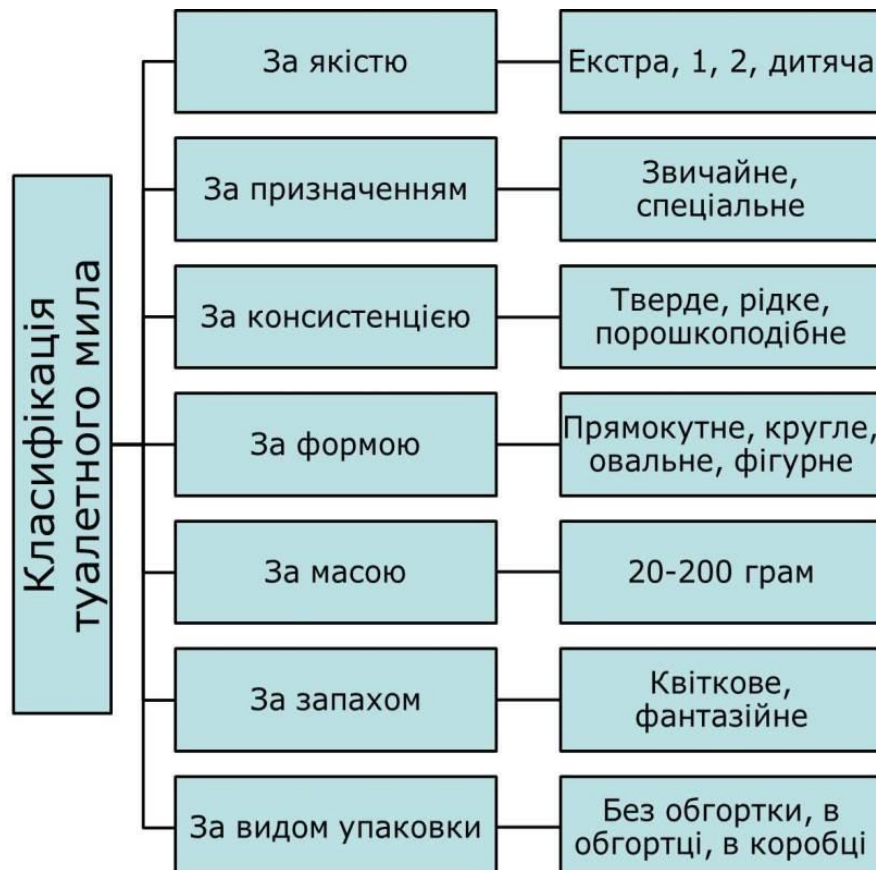 Класифікація
туалетного мила
За якістю
Екстра, 1, 2, дитяча
За призначенням
Звичайне,
спеціальне
За консистенцією
Тверде, рідке,
порошкоподібне
За формою
Прямокутне, кругле,
овальне, фігурне
За масою
20-200 грам
За запахом
Квіткове,
фантазійне
За видом упаковки
Без обгортки, в
обгортці, в коробці